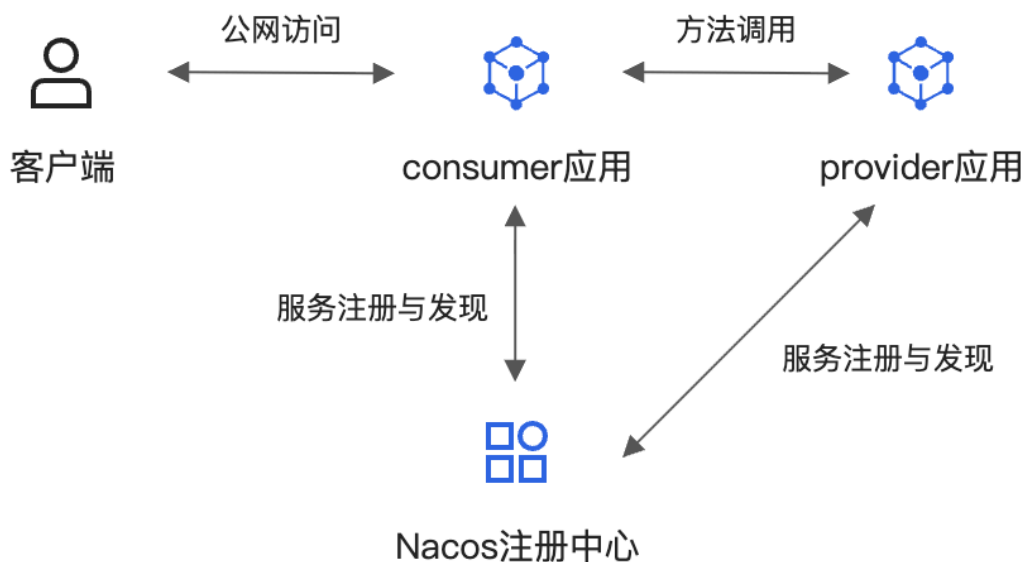 公网访问
方法调用
客户端
consumer应用
provider应用
服务注册与发现
服务注册与发现
Nacos注册中心